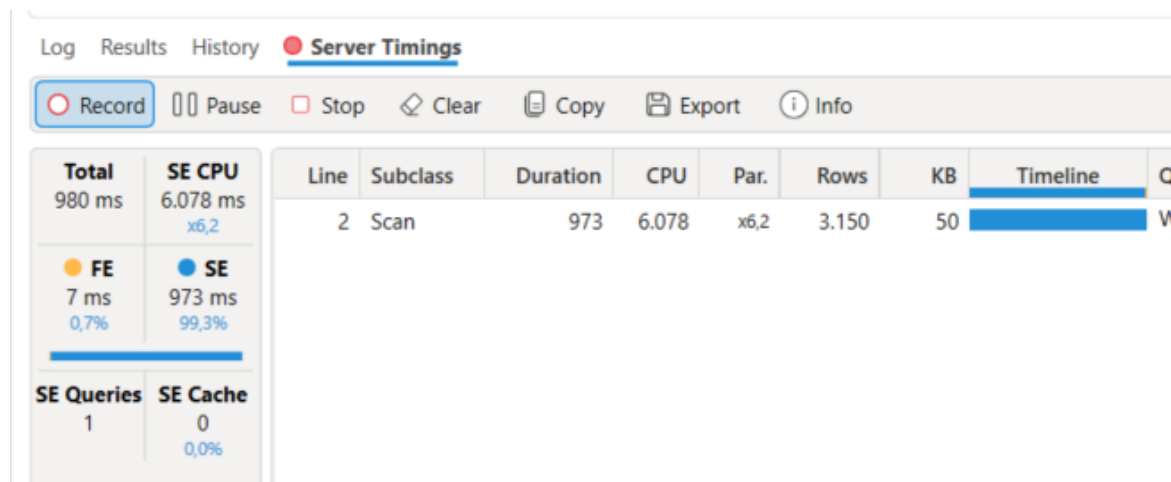 Log Results History Server Timings
Record Pause Stop Clear Copy Export Info
Total SE CPU
980 ms 6.078 ms
x6,2
FE SE
7 ms 973 ms
0,7% 99,3%
SE Queries SE Cache
1 0
0,0%
Line Subclass Duration CPU Par. Rows KB Timeline
2 Scan 973 6.078 x6,2 3.150 50